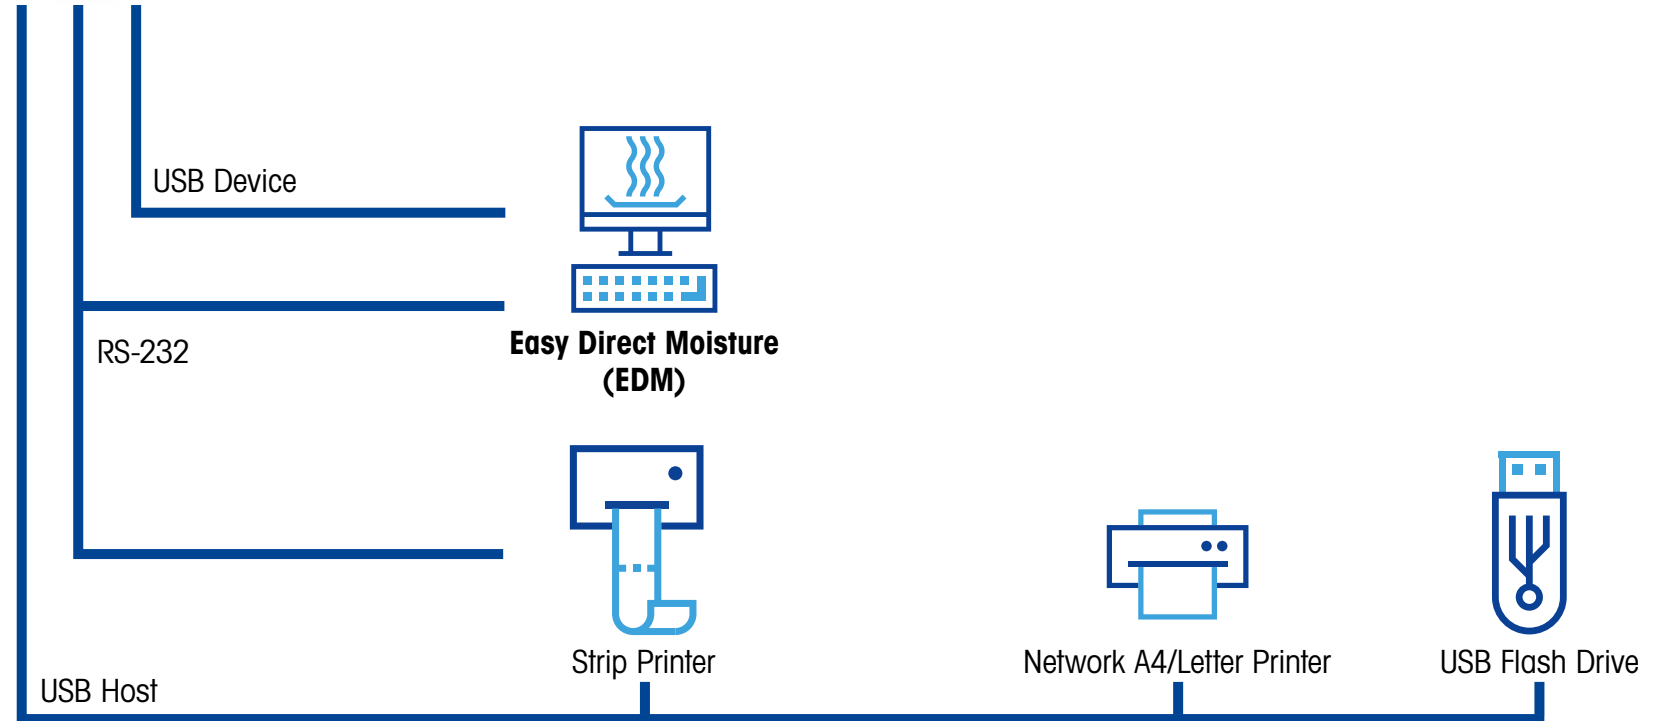 USB Device
Easy Direct Moisture
(EDM)
RS-232
Strip Printer
Network A4/Letter Printer
USB Flash Drive
USB Host